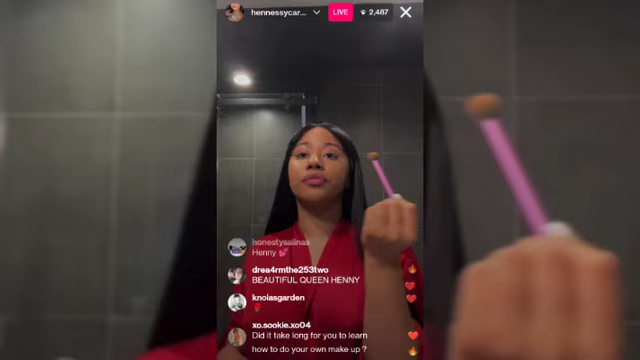 hennessycar...
LIVE
2,487
honestysalinas
Henny 💕
drea4rmthe253two
BEAUTIFUL QUEEN HENNY
knoiasgarden
🌹
xo.sookie.xo04
Did it take long for you to learn
how to do your own make up ?